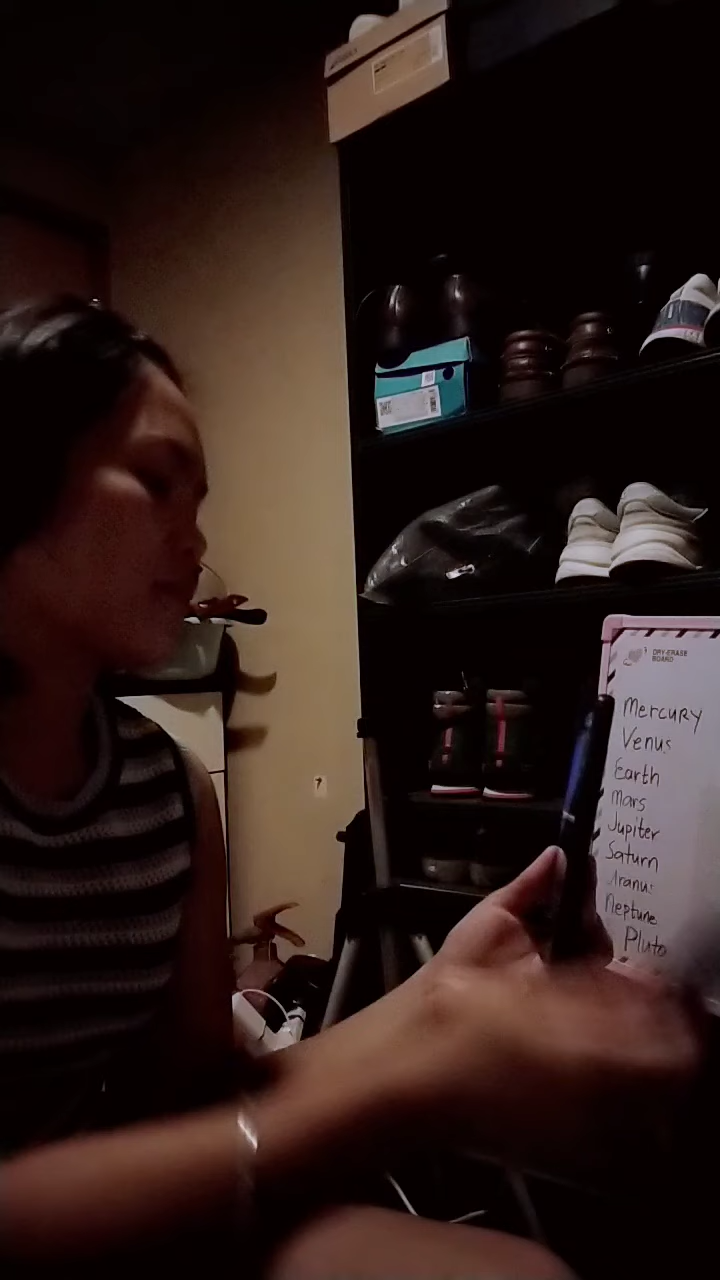 DRY-ERASE
BOARD
Mercury
Venus
Earth
Mars
Jupiter
Saturn
Neptune
Pluto